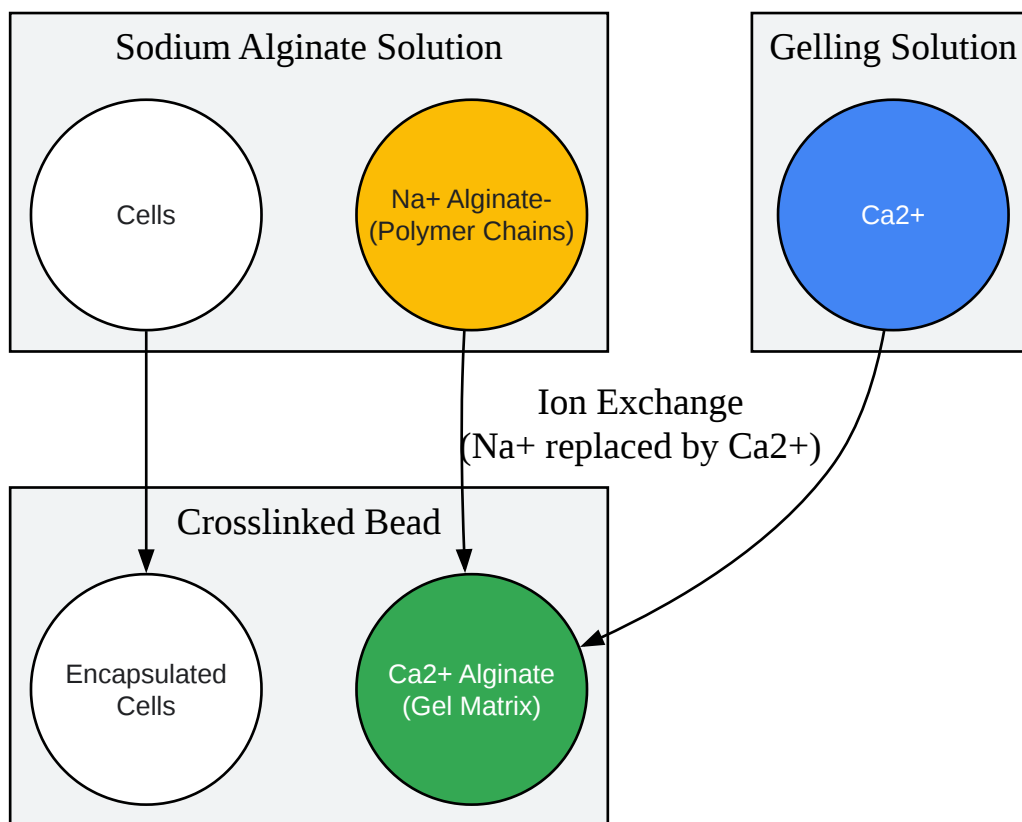 Sodium Alginate Solution
Gelling Solution
Cells
Na+ Alginate-
(Polymer Chains)
Ca2+
Ion Exchange
(Na+ replaced by Ca2+)
Crosslinked Bead
Encapsulated
Cells
Ca2+ Alginate
(Gel Matrix)